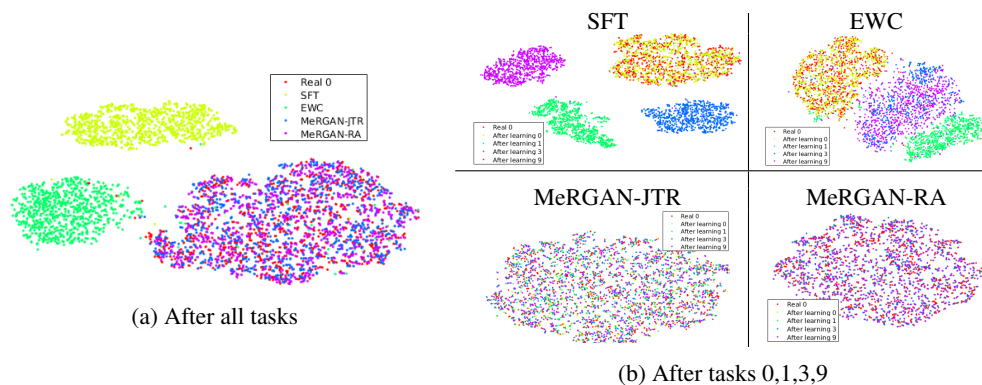 Real 0
SFT
EWC
MeRGAN-JTR
MeRGAN-RA
(a) After all tasks
SFT
Real 0
After learning 0
After learning 1
After learning 3
After learning 9
EWC
Real 0
After learning 0
After learning 1
After learning 3
After learning 9
MeRGAN-JTR
Real 0
After learning 0
After learning 1
After learning 3
After learning 9
MeRGAN-RA
Real 0
After learning 0
After learning 1
After learning 3
After learning 9
(b) After tasks 0,1,3,9